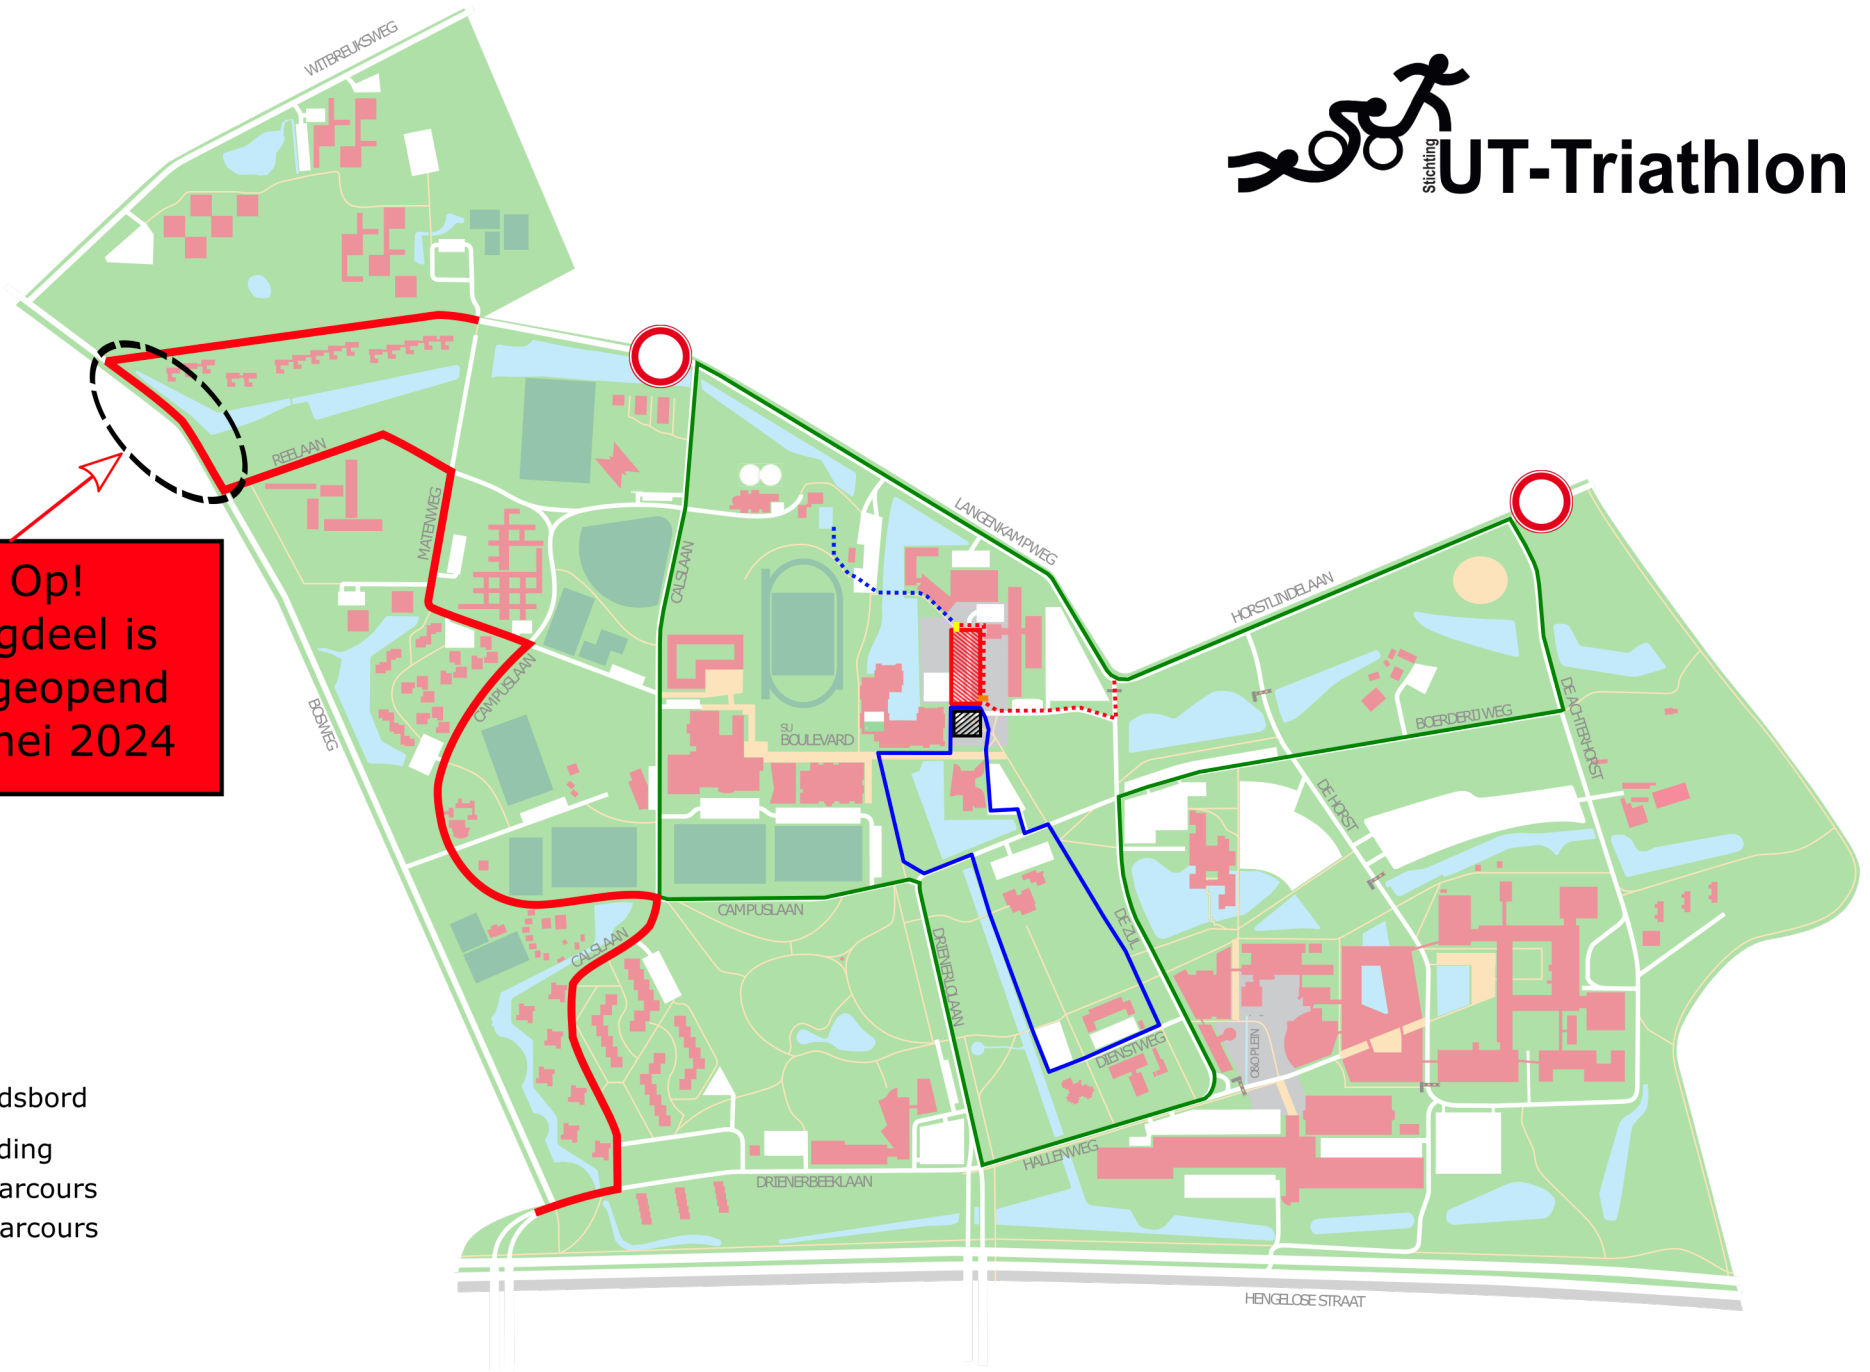 WITBREUKSWEG
Stichting
UT-Triathlon
REELAAN
MATENWEG
CALSLAAN
LANGENKAMPWEG
HORSTLINDELAAN
Op!
gdeel is
geopend
nei 2024
BOSWEG
CAMPUSLAAN
SU
BOULEVARD
BOERDERIJWEG
DE ACHTERHORST
DE HORST
CAMPUSLAAN
CALSLAAN
DRIENERLOLAAN
DE ZUL
DIENSTWEG
O&O PLEIN
HALLENWEG
DRIENERBEEKLAAN
dsbord
ding
arcours
arcours
HENGELOSE STRAAT